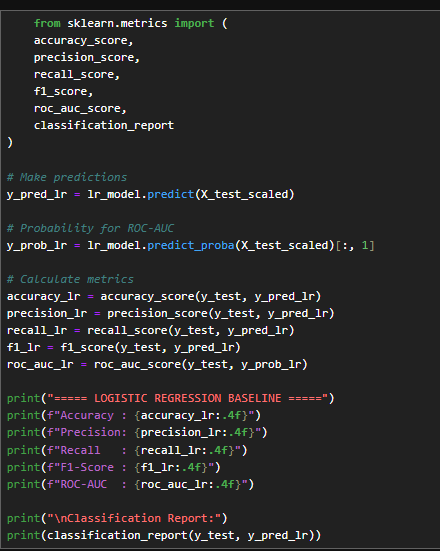 from sklearn.metrics import (
    accuracy_score,
    precision_score,
    recall_score,
    f1_score,
    roc_auc_score,
    classification_report
)

# Make predictions
y_pred_lr = lr_model.predict(X_test_scaled)

# Probability for ROC-AUC
y_prob_lr = lr_model.predict_proba(X_test_scaled)[:, 1]

# Calculate metrics
accuracy_lr = accuracy_score(y_test, y_pred_lr)
precision_lr = precision_score(y_test, y_pred_lr)
recall_lr = recall_score(y_test, y_pred_lr)
f1_lr = f1_score(y_test, y_pred_lr)
roc_auc_lr = roc_auc_score(y_test, y_prob_lr)

print("===== LOGISTIC REGRESSION BASELINE =====")
print(f"Accuracy : {accuracy_lr:.4f}")
print(f"Precision: {precision_lr:.4f}")
print(f"Recall   : {recall_lr:.4f}")
print(f"F1-Score : {f1_lr:.4f}")
print(f"ROC-AUC  : {roc_auc_lr:.4f}")

print("\nClassification Report:")
print(classification_report(y_test, y_pred_lr))